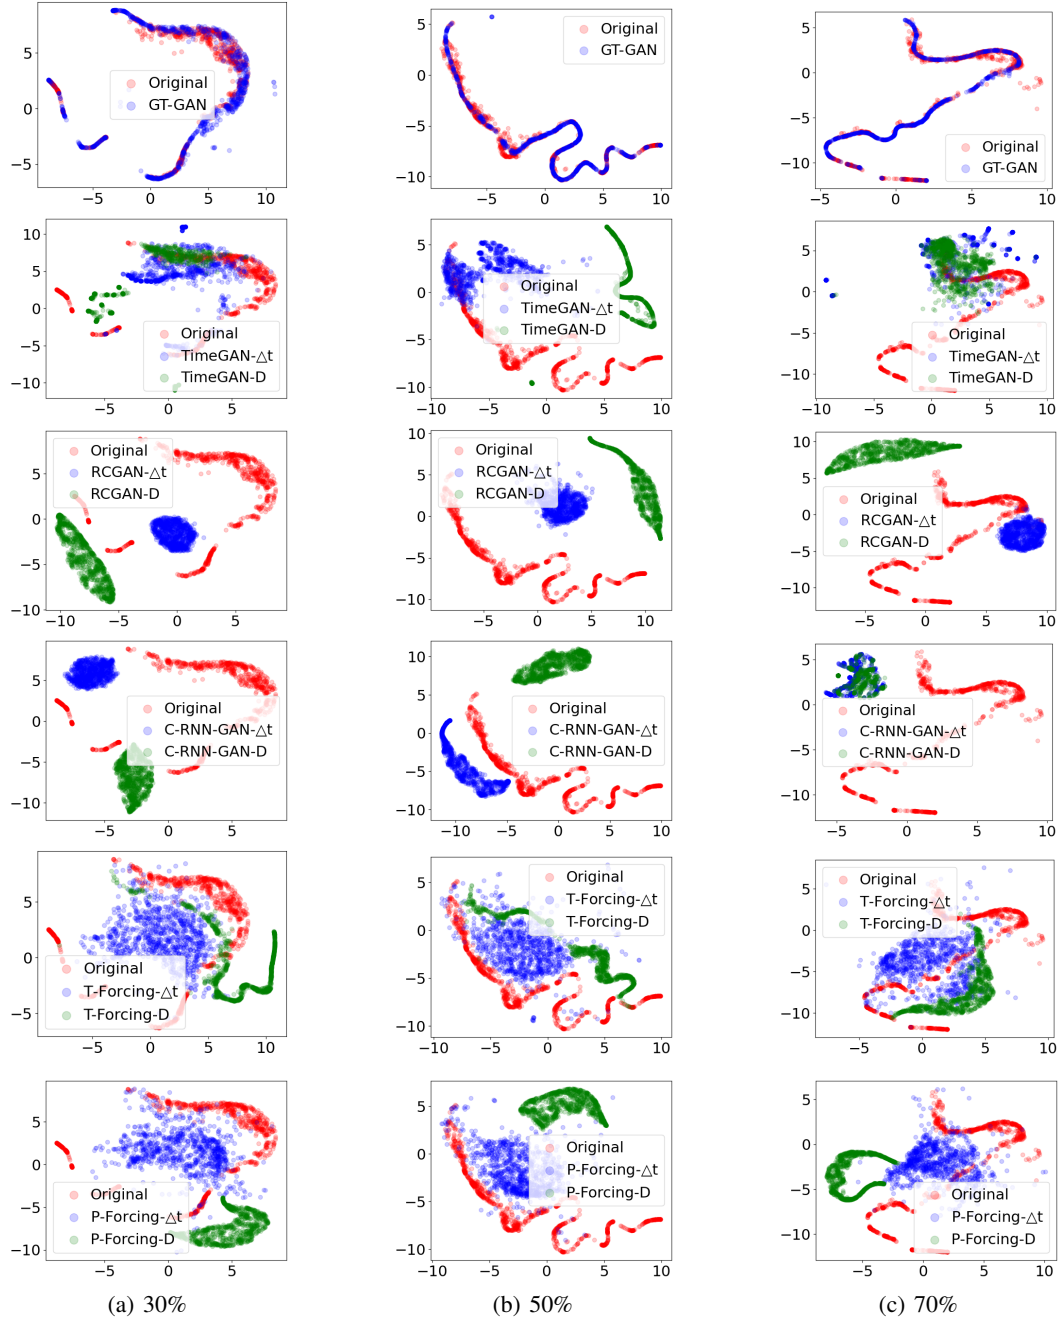 Original
GT-GAN
5
0
−5
−5
0
5
10
Original
GT-GAN
5
0
−5
−10
−5
0
5
10
Original
GT-GAN
5
0
−5
−10
−5
0
5
10
Original
TimeGAN-△t
TimeGAN-D
10
5
0
−5
−10
−5
0
5
Original
TimeGAN-△t
TimeGAN-D
5
0
−5
−10
−10
−5
0
5
10
Original
TimeGAN-△t
TimeGAN-D
5
0
−5
−10
−10
−5
0
5
10
Original
RCGAN-△t
RCGAN-D
5
0
−5
−10
−10
−5
0
5
Original
RCGAN-△t
RCGAN-D
10
5
0
−5
−10
−5
0
5
10
Original
RCGAN-△t
RCGAN-D
10
5
0
−5
−10
−5
0
5
10
Original
C-RNN-GAN-△t
C-RNN-GAN-D
5
0
−5
−10
−10
−5
0
5
Original
C-RNN-GAN-△t
C-RNN-GAN-D
10
5
0
−5
−10
−10
−5
0
5
10
Original
C-RNN-GAN-△t
C-RNN-GAN-D
5
0
−5
−10
−5
0
5
10
Original
T-Forcing-△t
T-Forcing-D
5
0
−5
−5
0
5
10
Original
T-Forcing-△t
T-Forcing-D
5
0
−5
−10
−10
−5
0
5
10
Original
T-Forcing-△t
T-Forcing-D
5
0
−5
−10
−5
0
5
10
Original
P-Forcing-△t
P-Forcing-D
5
0
−5
−10
−5
0
5
Original
P-Forcing-△t
P-Forcing-D
5
0
−5
−10
−10
−5
0
5
10
Original
P-Forcing-△t
P-Forcing-D
5
0
−5
−10
−5
0
5
10
(a) 30%
(b) 50%
(c) 70%